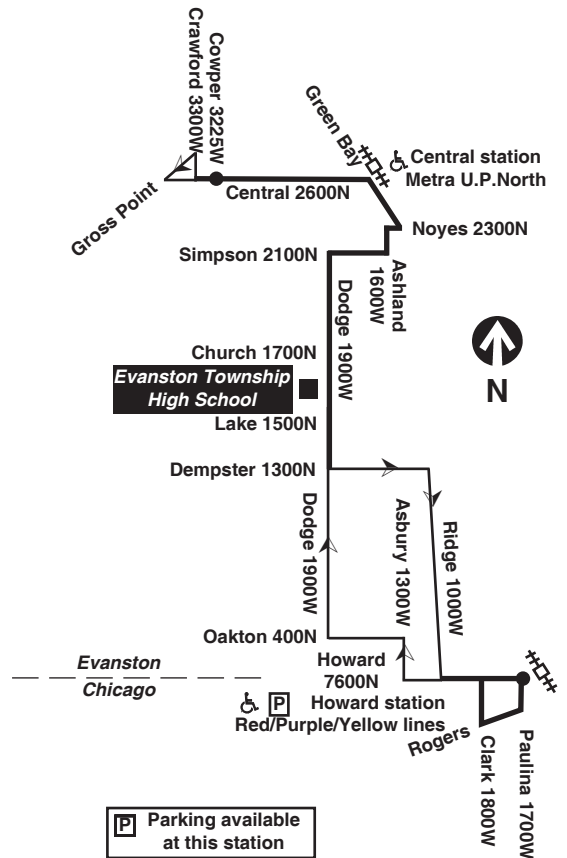 Crawford 3300W
Cowper 3225W
Green Bay
Central station
Metra U.P.North
Gross Point
Central 2600N
Noyes 2300N
Simpson 2100N
Ashland
1600W
Dodge 1900W
N
Church 1700N
Evanston Township
High School
Lake 1500N
Dempster 1300N
Dodge 1900W
Asbury 1300W
Ridge 1000W
Oakton 400N
Evanston
Chicago
Howard
7600N
P Howard station
Red/Purple/Yellow lines
Rogers
Clark 1800W
Paulina 1700W
P Parking available
at this station